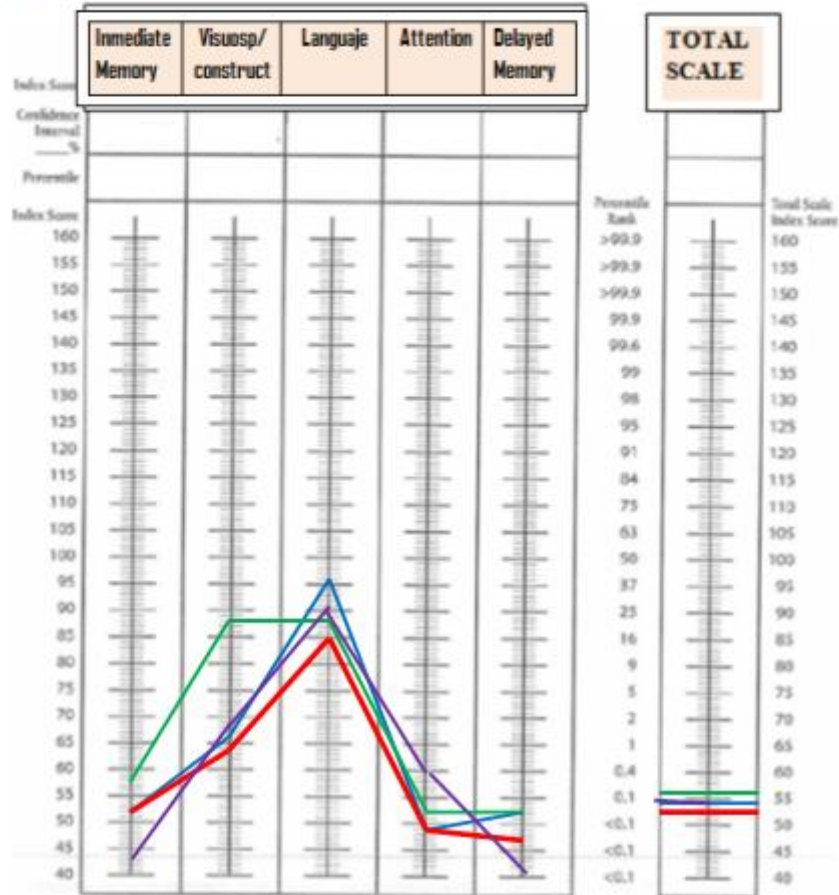 Inmediate Memory
Visuosp/ construct
Languaje
Attention
Delayed Memory
TOTAL SCALE
Index Score
Confidence Interval
____%
Percentile
Index Score
Percentile Rank
Total Scale Index Score
160 >99.9 160
155 >99.9 155
150 >99.9 150
145 99.9 145
140 99.6 140
135 99 135
130 98 130
125 95 125
120 91 120
115 84 115
110 75 110
105 63 105
100 50 100
95 37 95
90 25 90
85 16 85
80 9 80
75 5 75
70 2 70
65 1 65
60 0.4 60
55 0.1 55
50 <0.1 50
45 <0.1 45
40 <0.1 40